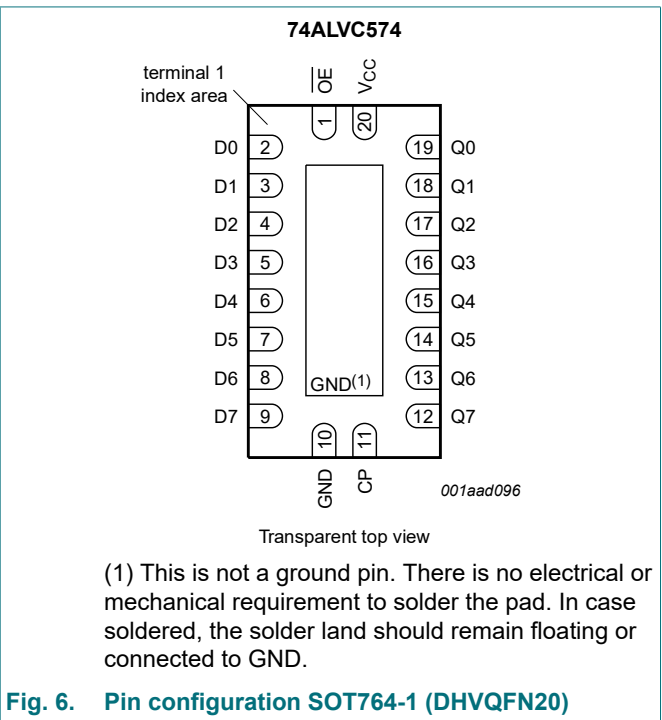 74ALVC574
terminal 1
index area
OE
VCC
1
20
D0 2 19 Q0
D1 3 18 Q1
D2 4 17 Q2
D3 5 16 Q3
D4 6 15 Q4
D5 7 14 Q5
D6 8 13 Q6
GND(1)
D7 9 12 Q7
10
11
GND
CP
001aad096
Transparent top view
(1) This is not a ground pin. There is no electrical or
mechanical requirement to solder the pad. In case
soldered, the solder land should remain floating or
connected to GND.
Fig. 6. Pin configuration SOT764-1 (DHVQFN20)